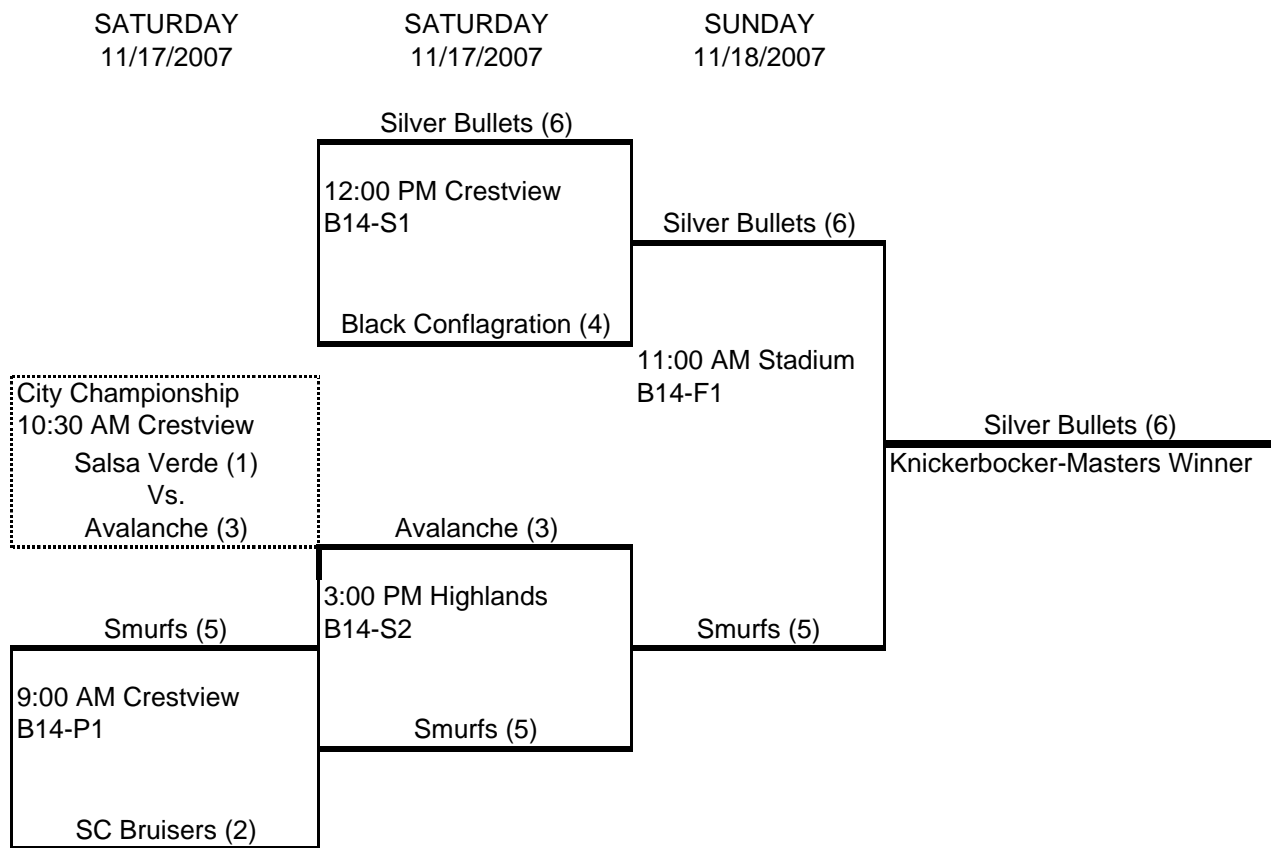 SATURDAY
11/17/2007
SATURDAY
11/17/2007
SUNDAY
11/18/2007
Silver Bullets (6)
12:00 PM Crestview
B14-S1
Silver Bullets (6)
Black Conflagration (4)
11:00 AM Stadium
B14-F1
City Championship
10:30 AM Crestview
Salsa Verde (1)
Vs.
Avalanche (3)
Silver Bullets (6)
Knickerbocker-Masters Winner
Avalanche (3)
3:00 PM Highlands
B14-S2
Smurfs (5)
Smurfs (5)
9:00 AM Crestview
B14-P1
Smurfs (5)
SC Bruisers (2)